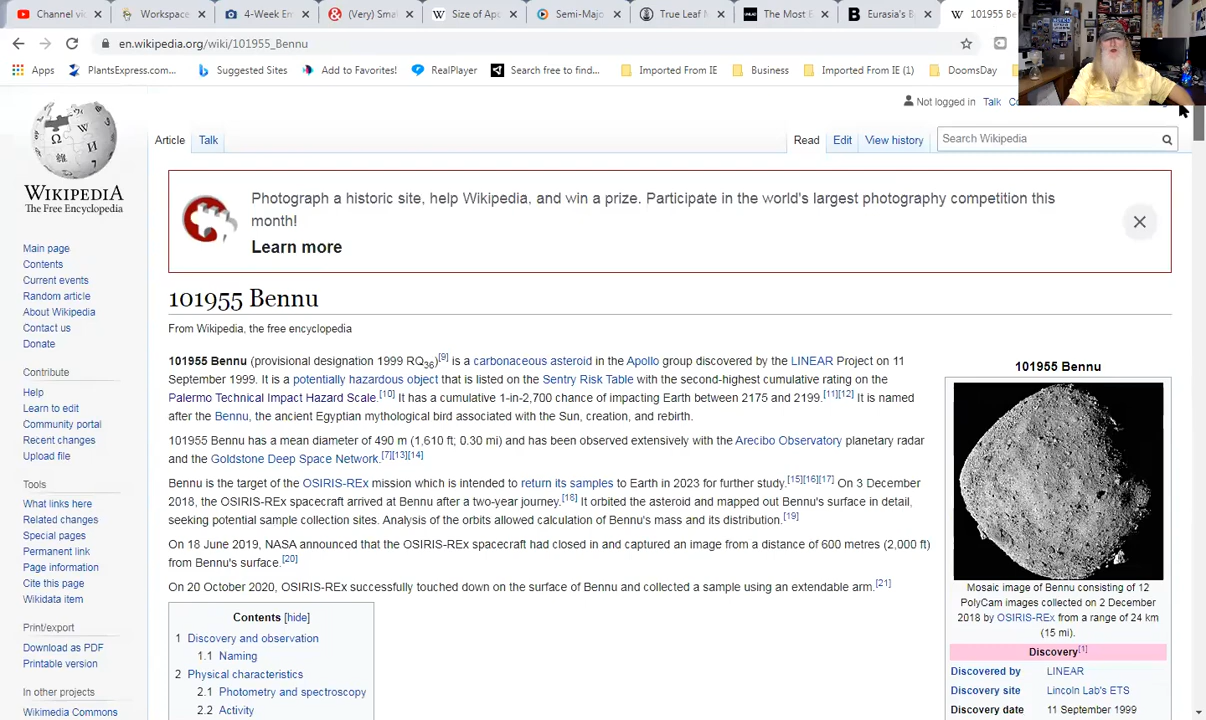 Channel vi
Workspace
4-Week En
(Very) Sma
Size of Apo
Semi-Majo
True Leaf M
The Most E
Eurasia's B
101955 Be
en.wikipedia.org/wiki/101955_Bennu
Apps
PlantsExpress.com...
Suggested Sites
Add to Favorites!
RealPlayer
Search free to find...
Imported From IE
Business
Imported From IE (1)
DoomsDay
Not logged in Talk Co
Article Talk
Read Edit View history
Search Wikipedia
WIKIPEDIA
The Free Encyclopedia
Photograph a historic site, help Wikipedia, and win a prize. Participate in the world's largest photography competition this
month!
Learn more
Main page
Contents
Current events
Random article
About Wikipedia
Contact us
Donate
Contribute
Help
Learn to edit
Community portal
Recent changes
Upload file
Tools
What links here
Related changes
Special pages
Permanent link
Page information
Cite this page
Wikidata item
Print/export
Download as PDF
Printable version
In other projects
Wikimedia Commons
101955 Bennu
From Wikipedia, the free encyclopedia
101955 Bennu (provisional designation 1999 RQ36)[9] is a carbonaceous asteroid in the Apollo group discovered by the LINEAR Project on 11
September 1999. It is a potentially hazardous object that is listed on the Sentry Risk Table with the second-highest cumulative rating on the
Palermo Technical Impact Hazard Scale.[10] It has a cumulative 1-in-2,700 chance of impacting Earth between 2175 and 2199.[11][12] It is named
after the Bennu, the ancient Egyptian mythological bird associated with the Sun, creation, and rebirth.
101955 Bennu has a mean diameter of 490 m (1,610 ft; 0.30 mi) and has been observed extensively with the Arecibo Observatory planetary radar
and the Goldstone Deep Space Network.[7][13][14]
Bennu is the target of the OSIRIS-REx mission which is intended to return its samples to Earth in 2023 for further study.[15][16][17] On 3 December
2018, the OSIRIS-REx spacecraft arrived at Bennu after a two-year journey.[18] It orbited the asteroid and mapped out Bennu's surface in detail,
seeking potential sample collection sites. Analysis of the orbits allowed calculation of Bennu's mass and its distribution.[19]
On 18 June 2019, NASA announced that the OSIRIS-REx spacecraft had closed in and captured an image from a distance of 600 metres (2,000 ft)
from Bennu's surface.[20]
On 20 October 2020, OSIRIS-REx successfully touched down on the surface of Bennu and collected a sample using an extendable arm.[21]
Contents [hide]
1 Discovery and observation
1.1 Naming
2 Physical characteristics
2.1 Photometry and spectroscopy
2.2 Activity
101955 Bennu
Mosaic image of Bennu consisting of 12
PolyCam images collected on 2 December
2018 by OSIRIS-REx from a range of 24 km
(15 mi).
Discovery[1]
Discovered by LINEAR
Discovery site Lincoln Lab's ETS
Discovery date 11 September 1999